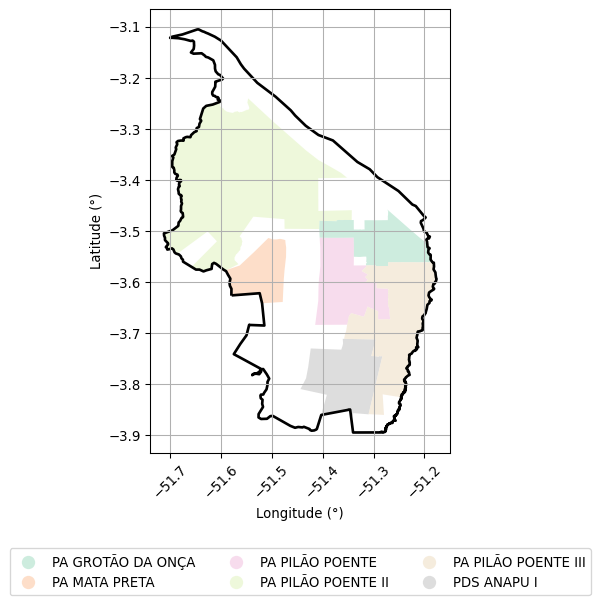 −3.1
−3.2
−3.3
−3.4
−3.5
−3.6
−3.7
−3.8
−3.9
Latitude (°)
−51.7
−51.6
−51.5
−51.4
−51.3
−51.2
Longitude (°)
PA GROTÃO DA ONÇA
PA MATA PRETA
PA PILÃO POENTE
PA PILÃO POENTE II
PA PILÃO POENTE III
PDS ANAPU I